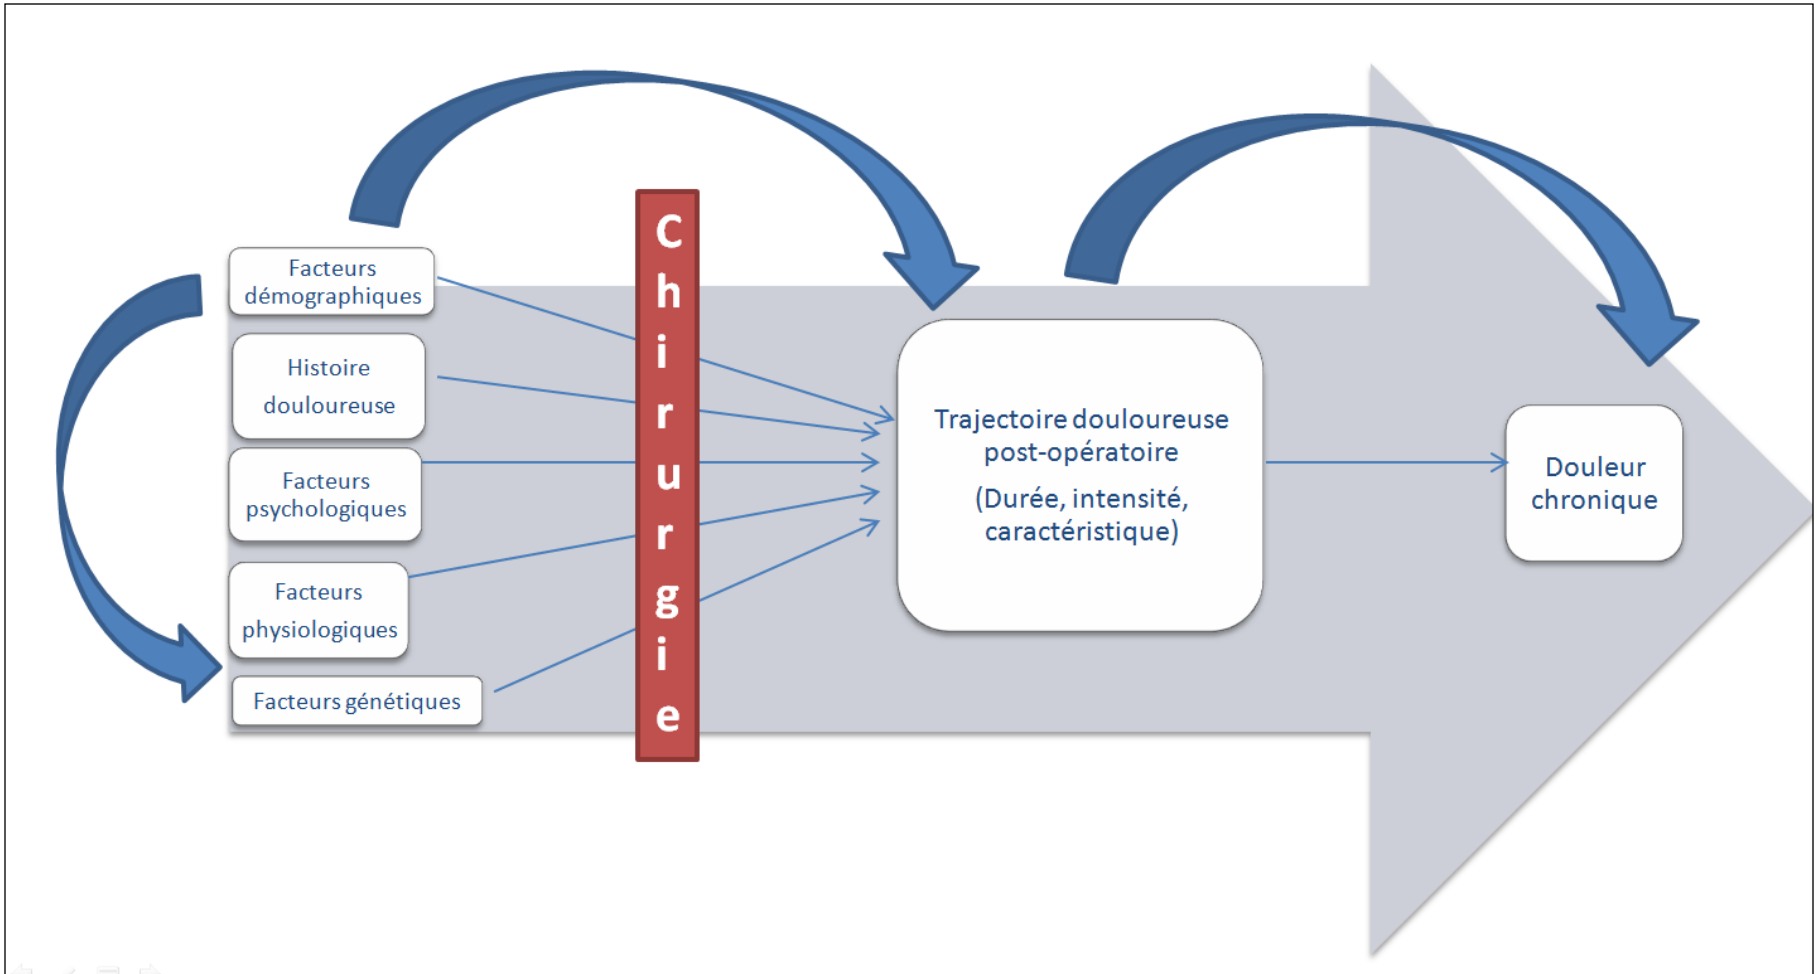 Facteurs
démographiques
Histoire
douloureuse
Facteurs
psychologiques
Facteurs
physiologiques
Facteurs génétiques
Chirurgie
Trajectoire douloureuse
post-opératoire
(Durée, intensité,
caractéristique)
Douleur
chronique